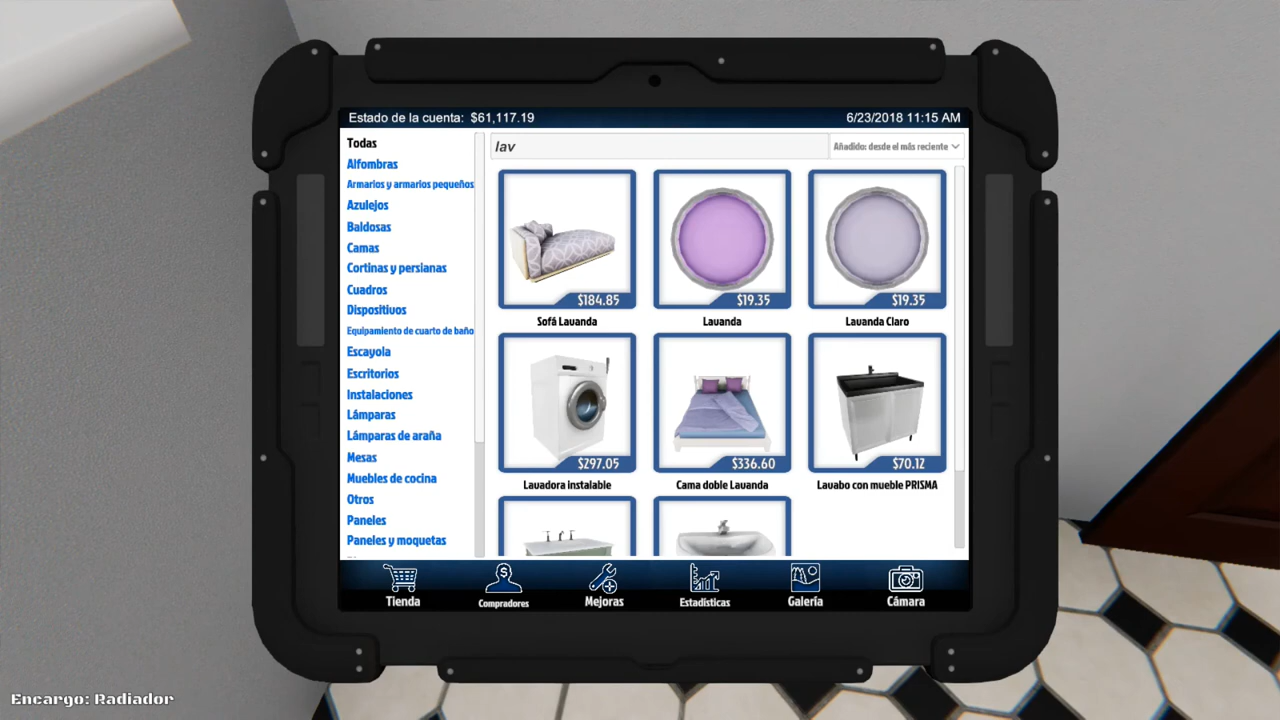 Estado de la cuenta: $61,117.19
6/23/2018 11:15 AM
Todas
Alfombras
Armarios y armarios pequeños
Azulejos
Baldosas
Camas
Cortinas y persianas
Cuadros
Dispositivos
Equipamiento de cuarto de baño
Escayola
Escritorios
Instalaciones
Lámparas
Lámparas de araña
Mesas
Muebles de cocina
Otros
Paneles
Paneles y moquetas
lav
Añadido: desde el más reciente
$184.85
$19.35
$19.35
Sofá Lavanda
Lavanda
Lavanda Claro
$297.05
$336.60
$70.12
Lavadora instalable
Cama doble Lavanda
Lavabo con mueble PRISMA
Tienda
Compradores
Mejoras
Estadísticas
Galería
Cámara
Encargo: Radiador